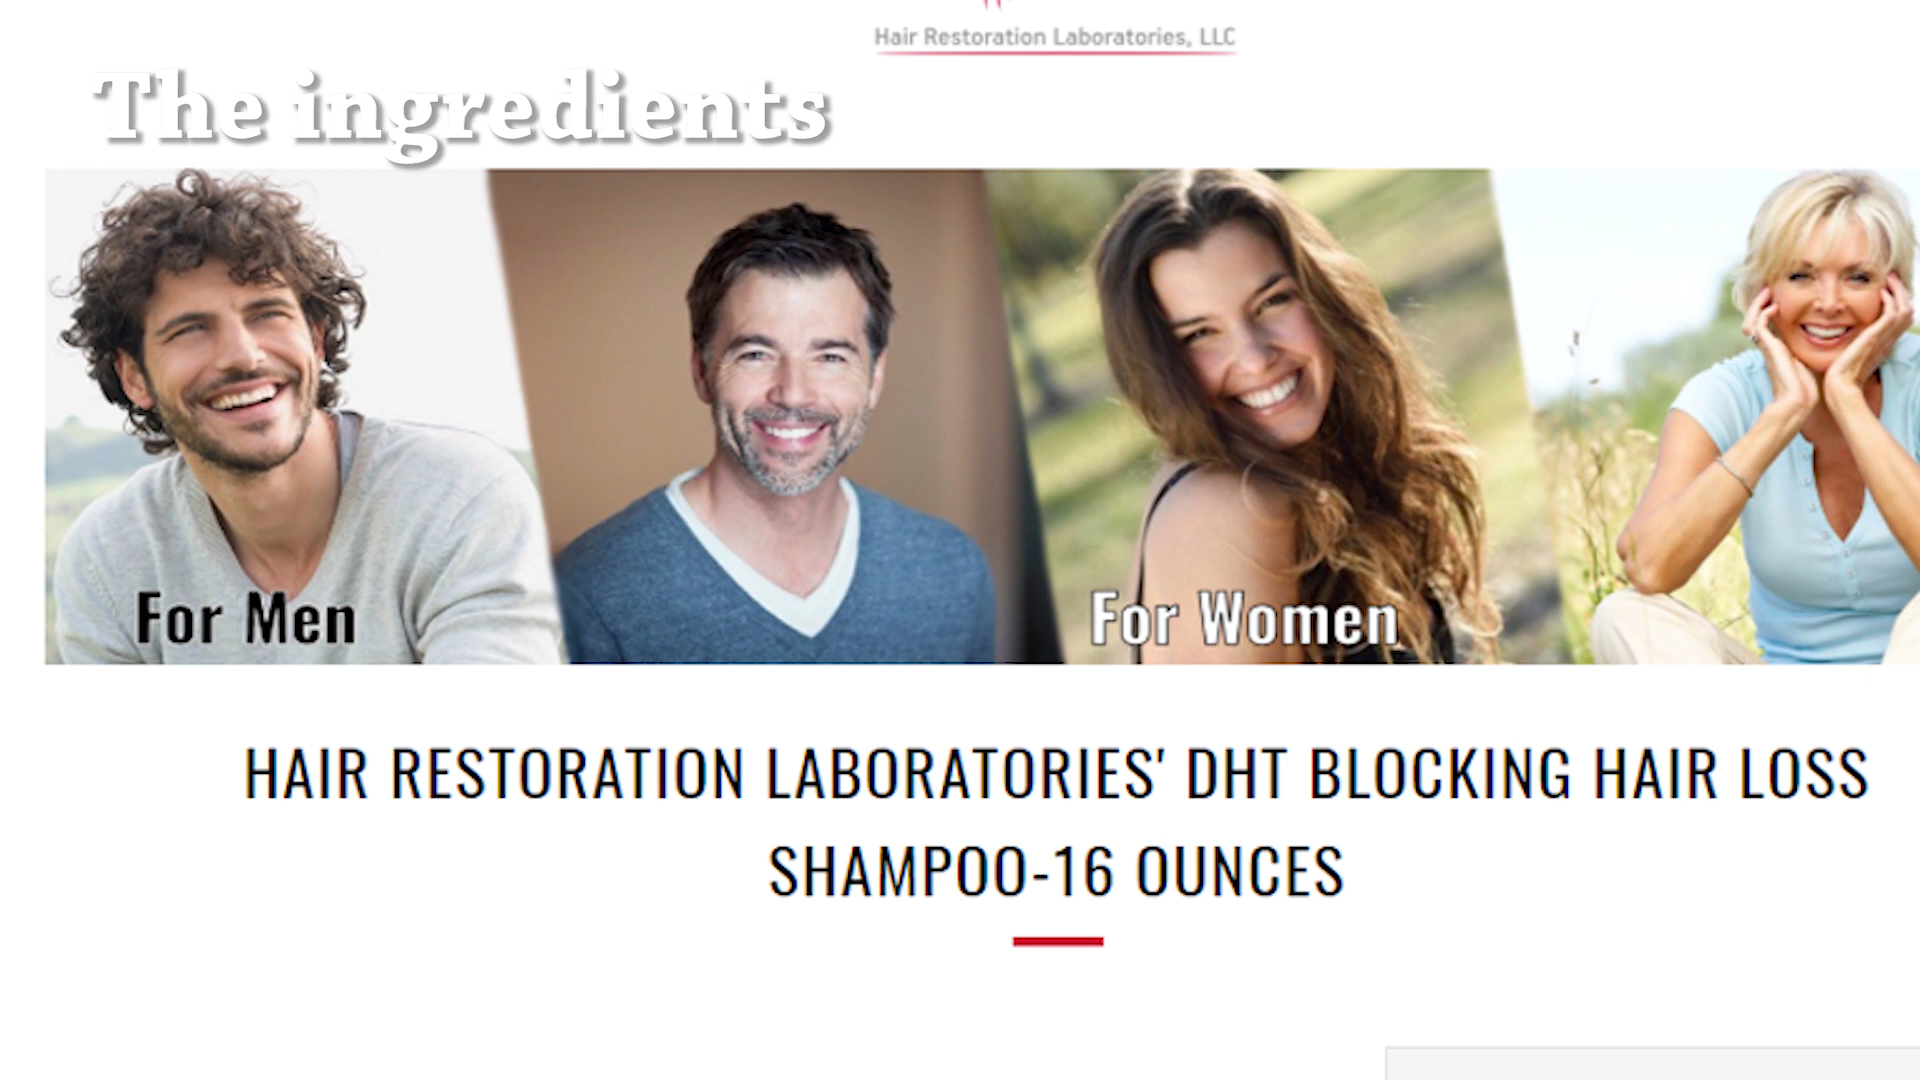 Hair Restoration Laboratories, LLC
The ingredients
For Men
For Women
HAIR RESTORATION LABORATORIES' DHT BLOCKING HAIR LOSS
SHAMPOO-16 OUNCES